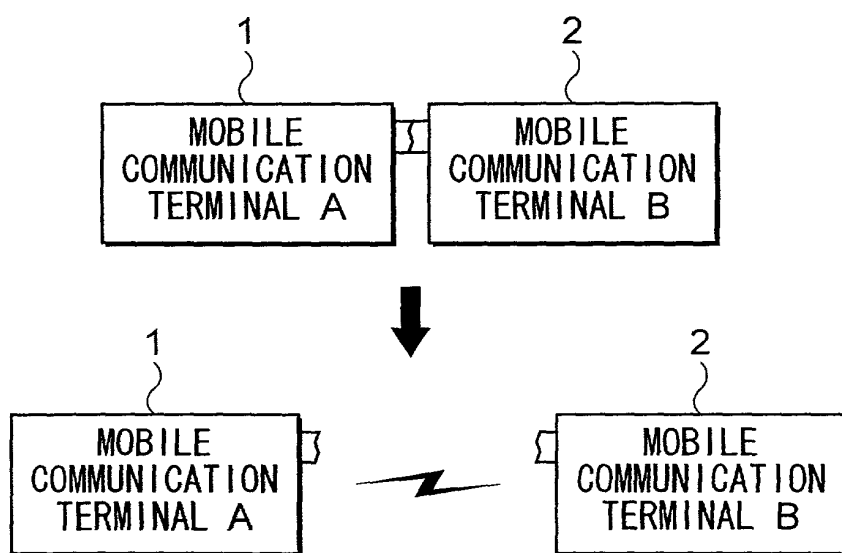 1
2
MOBILE
COMMUNICATION
TERMINAL A
MOBILE
COMMUNICATION
TERMINAL B
1
2
MOBILE
COMMUNICATION
TERMINAL A
MOBILE
COMMUNICATION
TERMINAL B